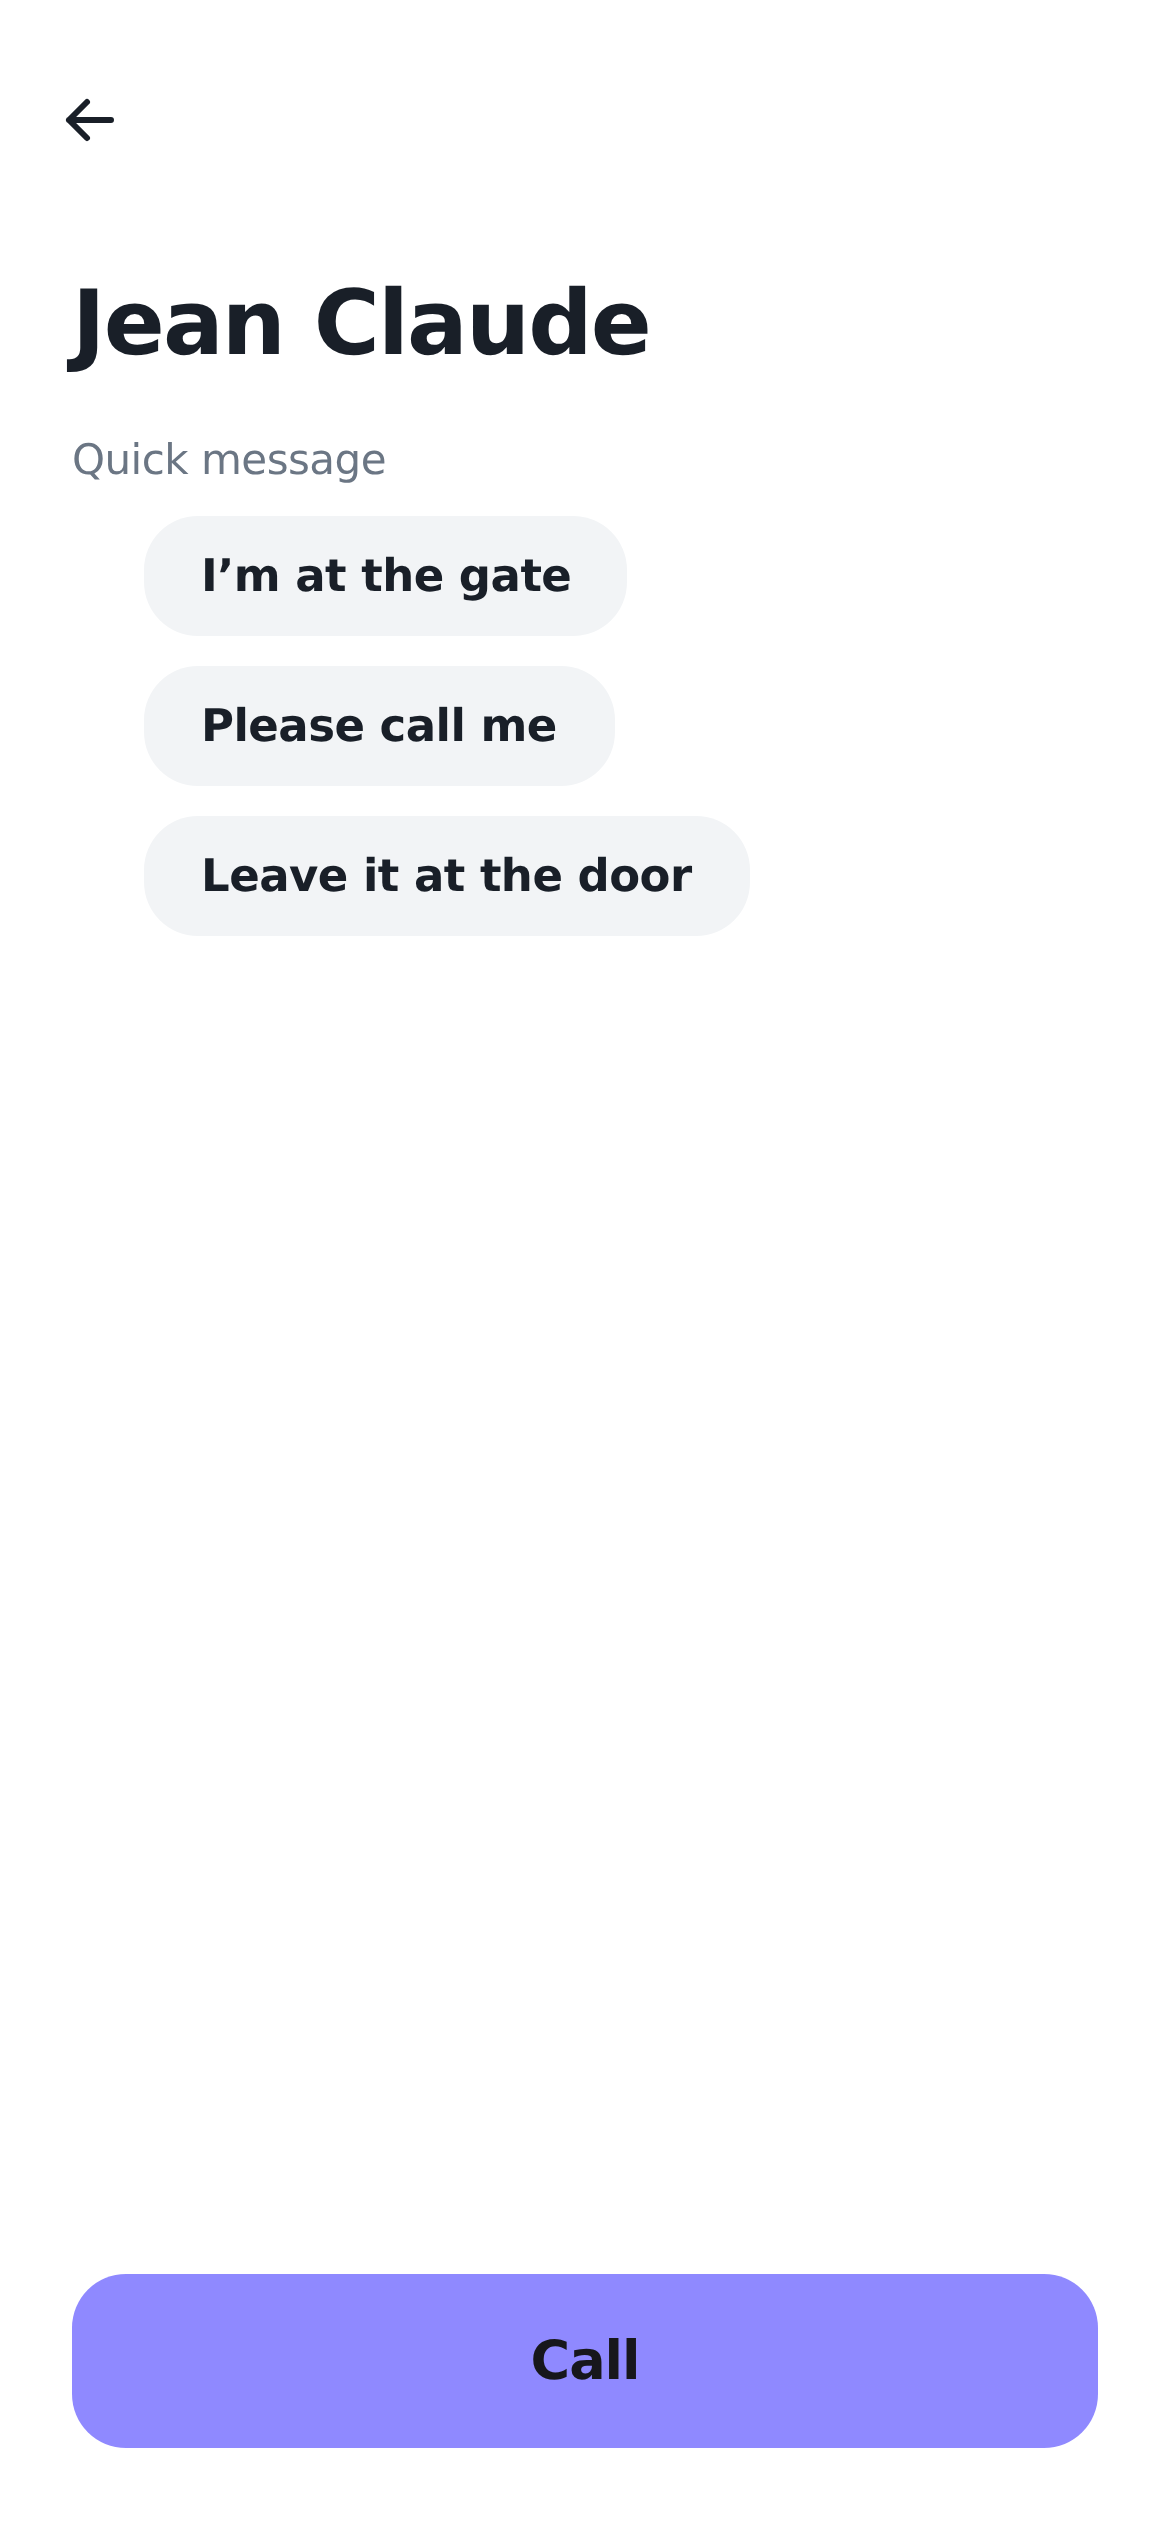 Jean Claude
Quick message
I’m at the gate
Please call me
Leave it at the door
Call